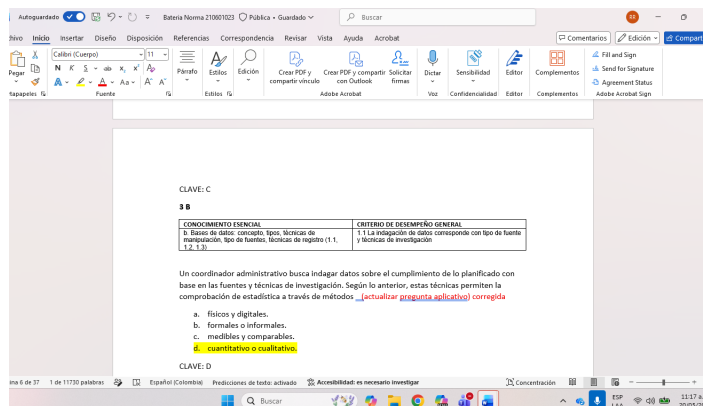 Autoguardado
Bateria Norma 210601023
Pública • Guardado
Buscar
RR
Inicio Insertar Diseño Disposición Referencias Correspondencia Revisar Vista Ayuda Acrobat
Comentarios Edición
Calibri (Cuerpo) 11
N K S ab x₂ x² A
A A Aa A A
Pegar
Párrafo Estilos Edición
Crear PDF y compartir vínculo
Crear PDF y compartir con Outlook
Solicitar firmas
Dictar Sensibilidad Editor Complementos
Fill and Sign
Send for Signature
Agreement Status
Fuente Estilos Adobe Acrobat Voz Confidencialidad Editor Complementos Adobe Acrobat Sign
CLAVE: C
3 B
CONOCIMIENTO ESENCIAL
b. Bases de datos: concepto, tipos, técnicas de
manipulación, tipo de fuentes, técnicas de registro (1.1,
1.2, 1.3)
CRITERIO DE DESEMPEÑO GENERAL
1.1 La indagación de datos corresponde con tipo de fuente
y técnicas de investigación
Un coordinador administrativo busca indagar datos sobre el cumplimiento de lo planificado con
base en las fuentes y técnicas de investigación. Según lo anterior, estas técnicas permiten la
comprobación de estadística a través de métodos _(actualizar pregunta aplicativo) corregida
a. físicos y digitales.
b. formales o informales.
c. medibles y comparables.
d. cuantitativo o cualitativo.
CLAVE: D
de 37 1 de 11730 palabras Español (Colombia) Predicciones de texto: activado Accesibilidad: es necesario investigar Concentración
Buscar
ESP
LAA
11:17 a.